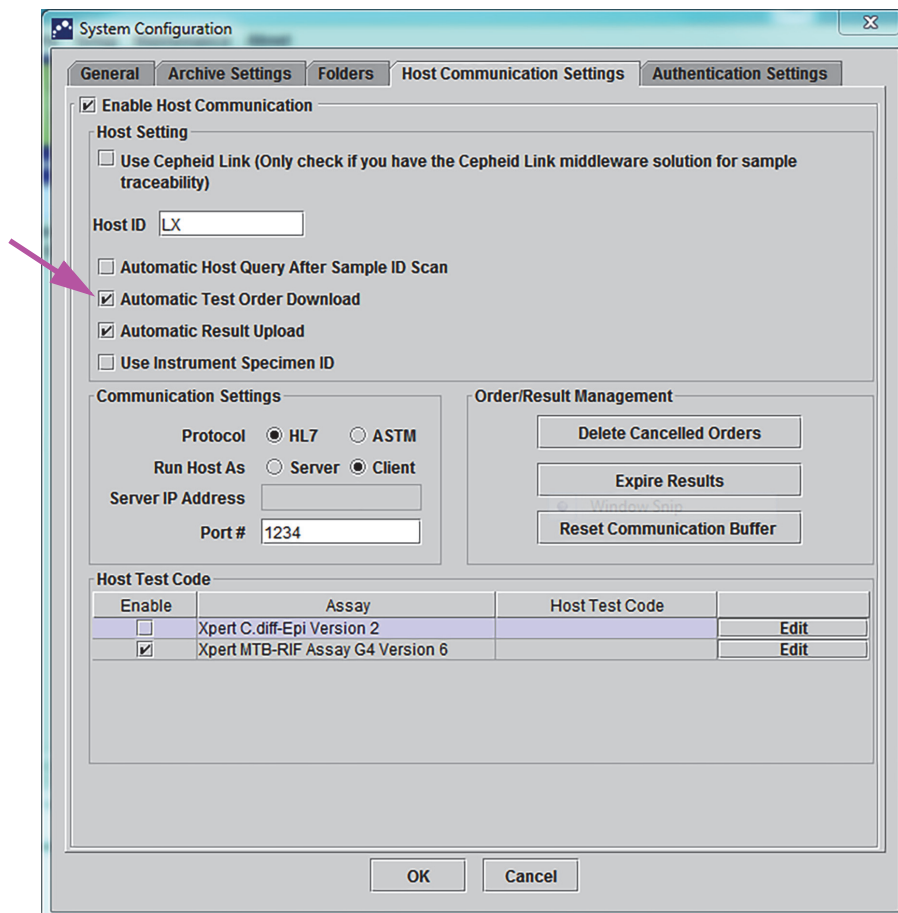 System Configuration
General Archive Settings Folders Host Communication Settings Authentication Settings
Enable Host Communication
Host Setting
Use Cepheid Link (Only check if you have the Cepheid Link middleware solution for sample
traceability)
Host ID LX
Automatic Host Query After Sample ID Scan
Automatic Test Order Download
Automatic Result Upload
Use Instrument Specimen ID
Communication Settings
Protocol HL7 ASTM
Run Host As Server Client
Server IP Address
Port # 1234
Order/Result Management
Delete Cancelled Orders
Expire Results
Window Snip
Reset Communication Buffer
Host Test Code
Enable Assay Host Test Code
Xpert C.diff-Epi Version 2 Edit
Xpert MTB-RIF Assay G4 Version 6 Edit
OK Cancel